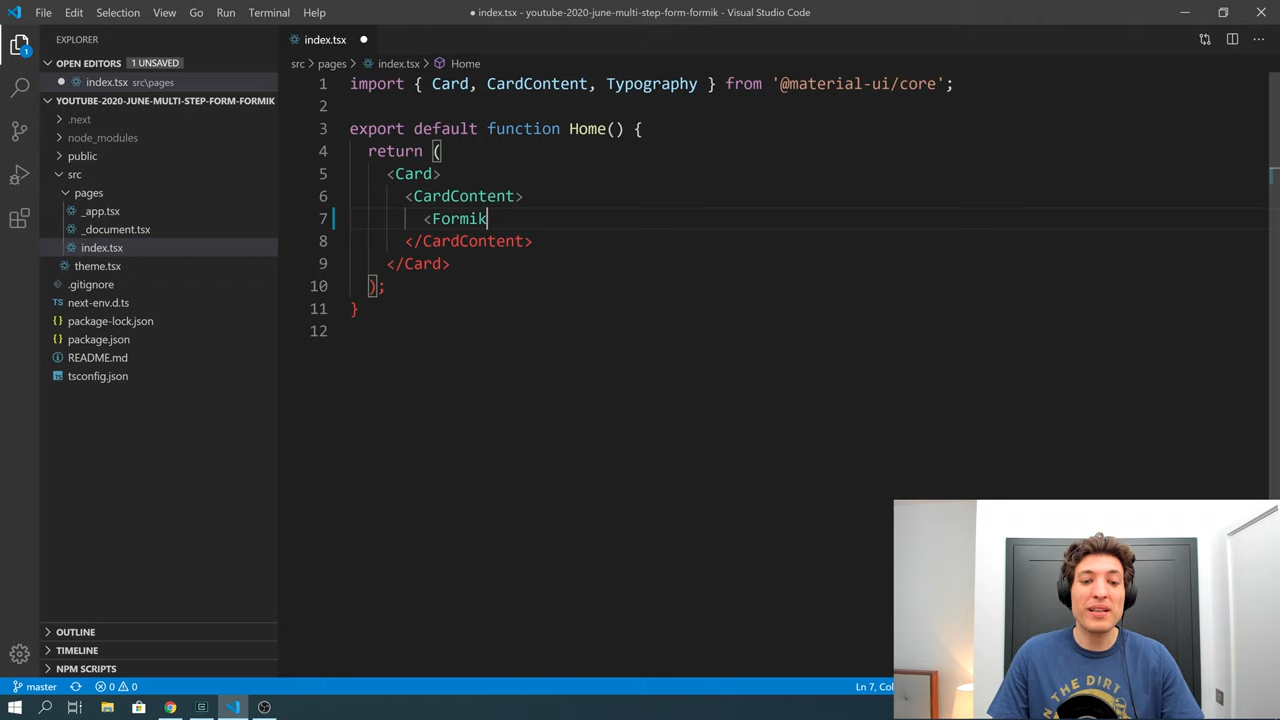 File Edit Selection View Go Run Terminal Help
● index.tsx - youtube-2020-june-multi-step-form-formik - Visual Studio Code
EXPLORER
OPEN EDITORS 1 UNSAVED
index.tsx src\pages
YOUTUBE-2020-JUNE-MULTI-STEP-FORM-FORMIK
.next
node_modules
public
src
pages
_app.tsx
_document.tsx
index.tsx
theme.tsx
.gitignore
next-env.d.ts
package-lock.json
package.json
README.md
tsconfig.json
OUTLINE
TIMELINE
NPM SCRIPTS
index.tsx
src > pages > index.tsx > Home
1 import { Card, CardContent, Typography } from '@material-ui/core';
2
3 export default function Home() {
4 return (
5 <Card>
6 <CardContent>
7 <Formik
8 </CardContent>
9 </Card>
10 );
11 }
12
master 0 0 Ln 7, Col
1
N THE DIRT